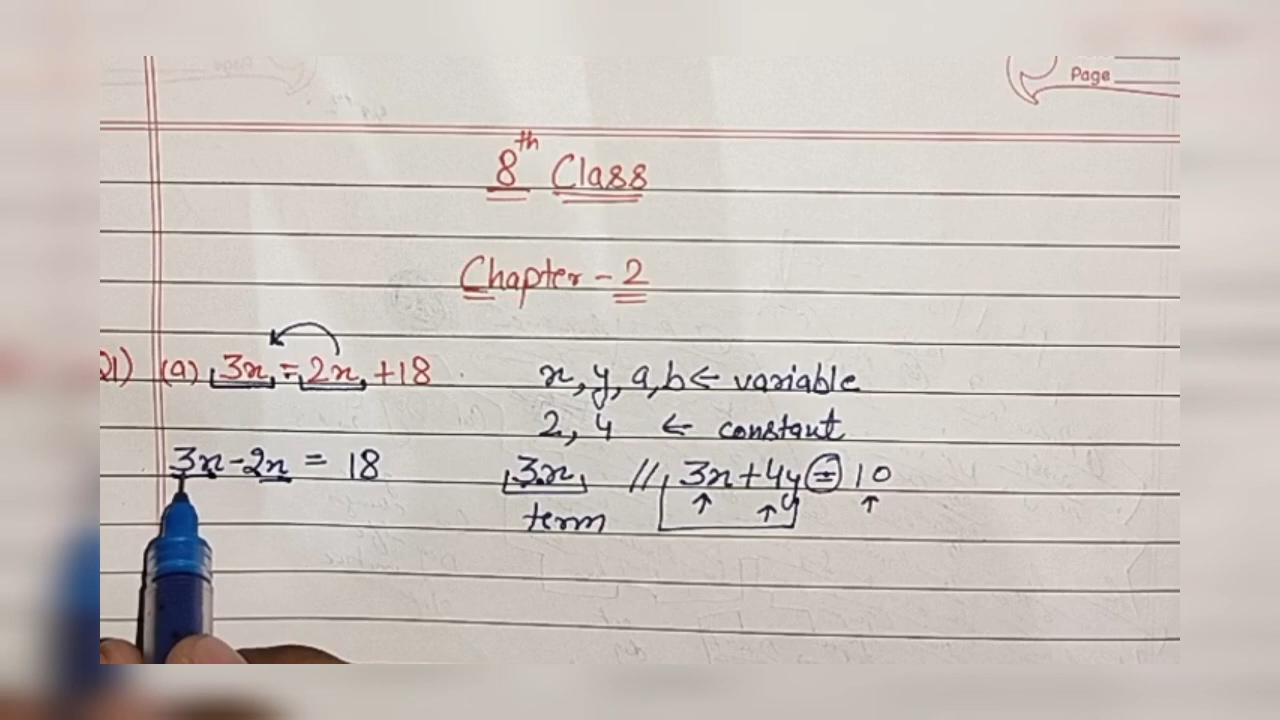 Page
8th Class
Chapter - 2
Q1) (a) 3x = 2x + 18
x, y, a, b ← variable
2, 4 ← constant
3x - 2x = 18
3x // 3x + 4y = 10
term